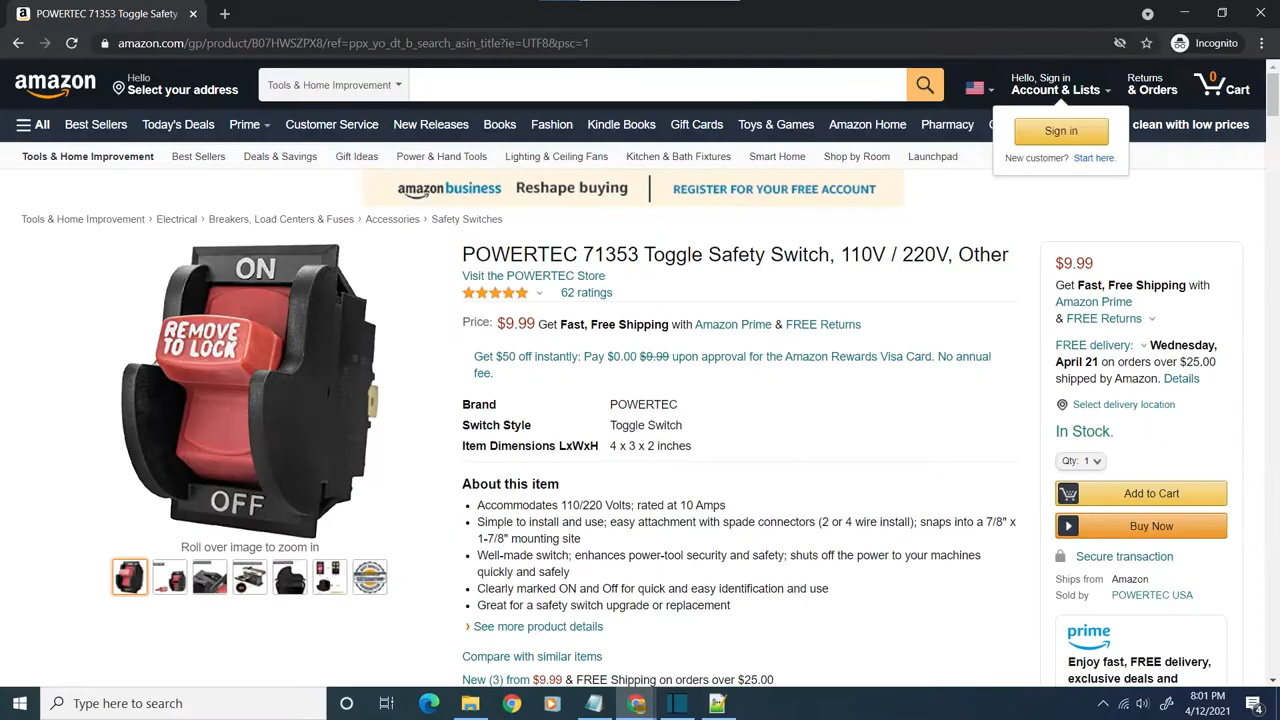 a POWERTEC 71353 Toggle Safety Sw × +
amazon.com/gp/product/B07HWSZPX8/ref=ppx_yo_dt_b_search_asin_title?ie=UTF8&psc=1
Incognito
amazon
Hello
Select your address
Tools & Home Improvement
Hello, Sign in
Account & Lists
Returns
& Orders
0
Cart
All Best Sellers Today's Deals Prime Customer Service New Releases Books Fashion Kindle Books Gift Cards Toys & Games Amazon Home Pharmacy clean with low prices
Sign in
New customer? Start here.
Tools & Home Improvement Best Sellers Deals & Savings Gift Ideas Power & Hand Tools Lighting & Ceiling Fans Kitchen & Bath Fixtures Smart Home Shop by Room Launchpad
amazonbusiness Reshape buying | REGISTER FOR YOUR FREE ACCOUNT
Tools & Home Improvement › Electrical › Breakers, Load Centers & Fuses › Accessories › Safety Switches
ON
REMOVE
TO LOCK
OFF
Roll over image to zoom in
POWERTEC 71353 Toggle Safety Switch, 110V / 220V, Other
Visit the POWERTEC Store
62 ratings
Price: $9.99 Get Fast, Free Shipping with Amazon Prime & FREE Returns
Get $50 off instantly: Pay $0.00 $9.99 upon approval for the Amazon Rewards Visa Card. No annual
fee.
Brand POWERTEC
Switch Style Toggle Switch
Item Dimensions LxWxH 4 x 3 x 2 inches
About this item
• Accommodates 110/220 Volts; rated at 10 Amps
• Simple to install and use; easy attachment with spade connectors (2 or 4 wire install); snaps into a 7/8" x
1-7/8" mounting site
• Well-made switch; enhances power-tool security and safety; shuts off the power to your machines
quickly and safely
• Clearly marked ON and Off for quick and easy identification and use
• Great for a safety switch upgrade or replacement
› See more product details
Compare with similar items
New (3) from $9.99 & FREE Shipping on orders over $25.00
$9.99
Get Fast, Free Shipping with
Amazon Prime
& FREE Returns
FREE delivery: Wednesday,
April 21 on orders over $25.00
shipped by Amazon. Details
Select delivery location
In Stock.
Qty: 1
Add to Cart
Buy Now
Secure transaction
Ships from Amazon
Sold by POWERTEC USA
prime
Enjoy fast, FREE delivery,
exclusive deals and
Type here to search
8:01 PM
4/12/2021
4